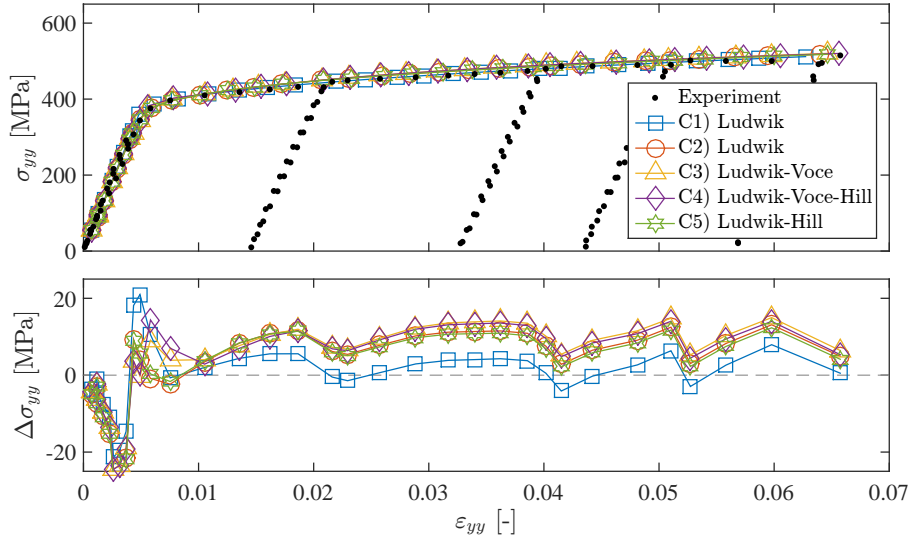 600
400
200
0
σyy [MPa]
Experiment
C1) Ludwik
C2) Ludwik
C3) Ludwik-Voce
C4) Ludwik-Voce-Hill
C5) Ludwik-Hill
20
0
-20
Δσyy [MPa]
0 0.01 0.02 0.03 0.04 0.05 0.06 0.07
εyy [-]